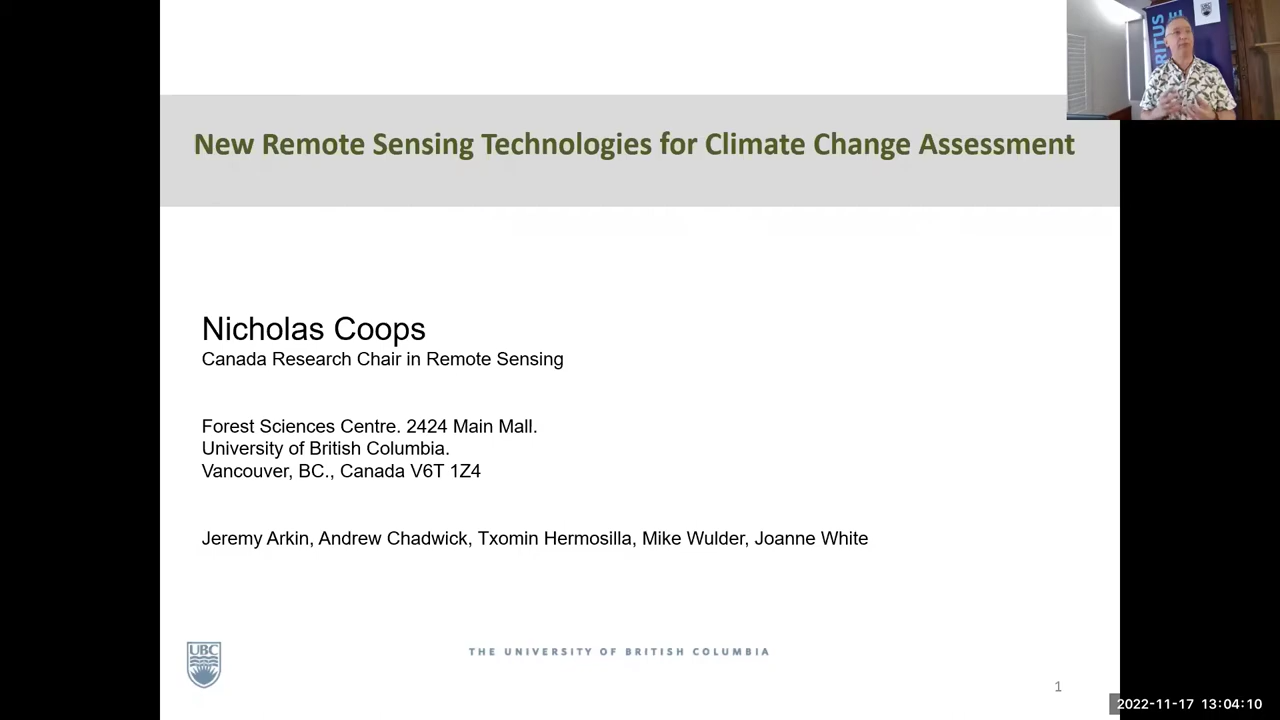 New Remote Sensing Technologies for Climate Change Assessment
Nicholas Coops
Canada Research Chair in Remote Sensing
Forest Sciences Centre. 2424 Main Mall.
University of British Columbia.
Vancouver, BC., Canada V6T 1Z4
Jeremy Arkin, Andrew Chadwick, Txomin Hermosilla, Mike Wulder, Joanne White
UBC
THE UNIVERSITY OF BRITISH COLUMBIA
1
2022-11-17 13:04:10